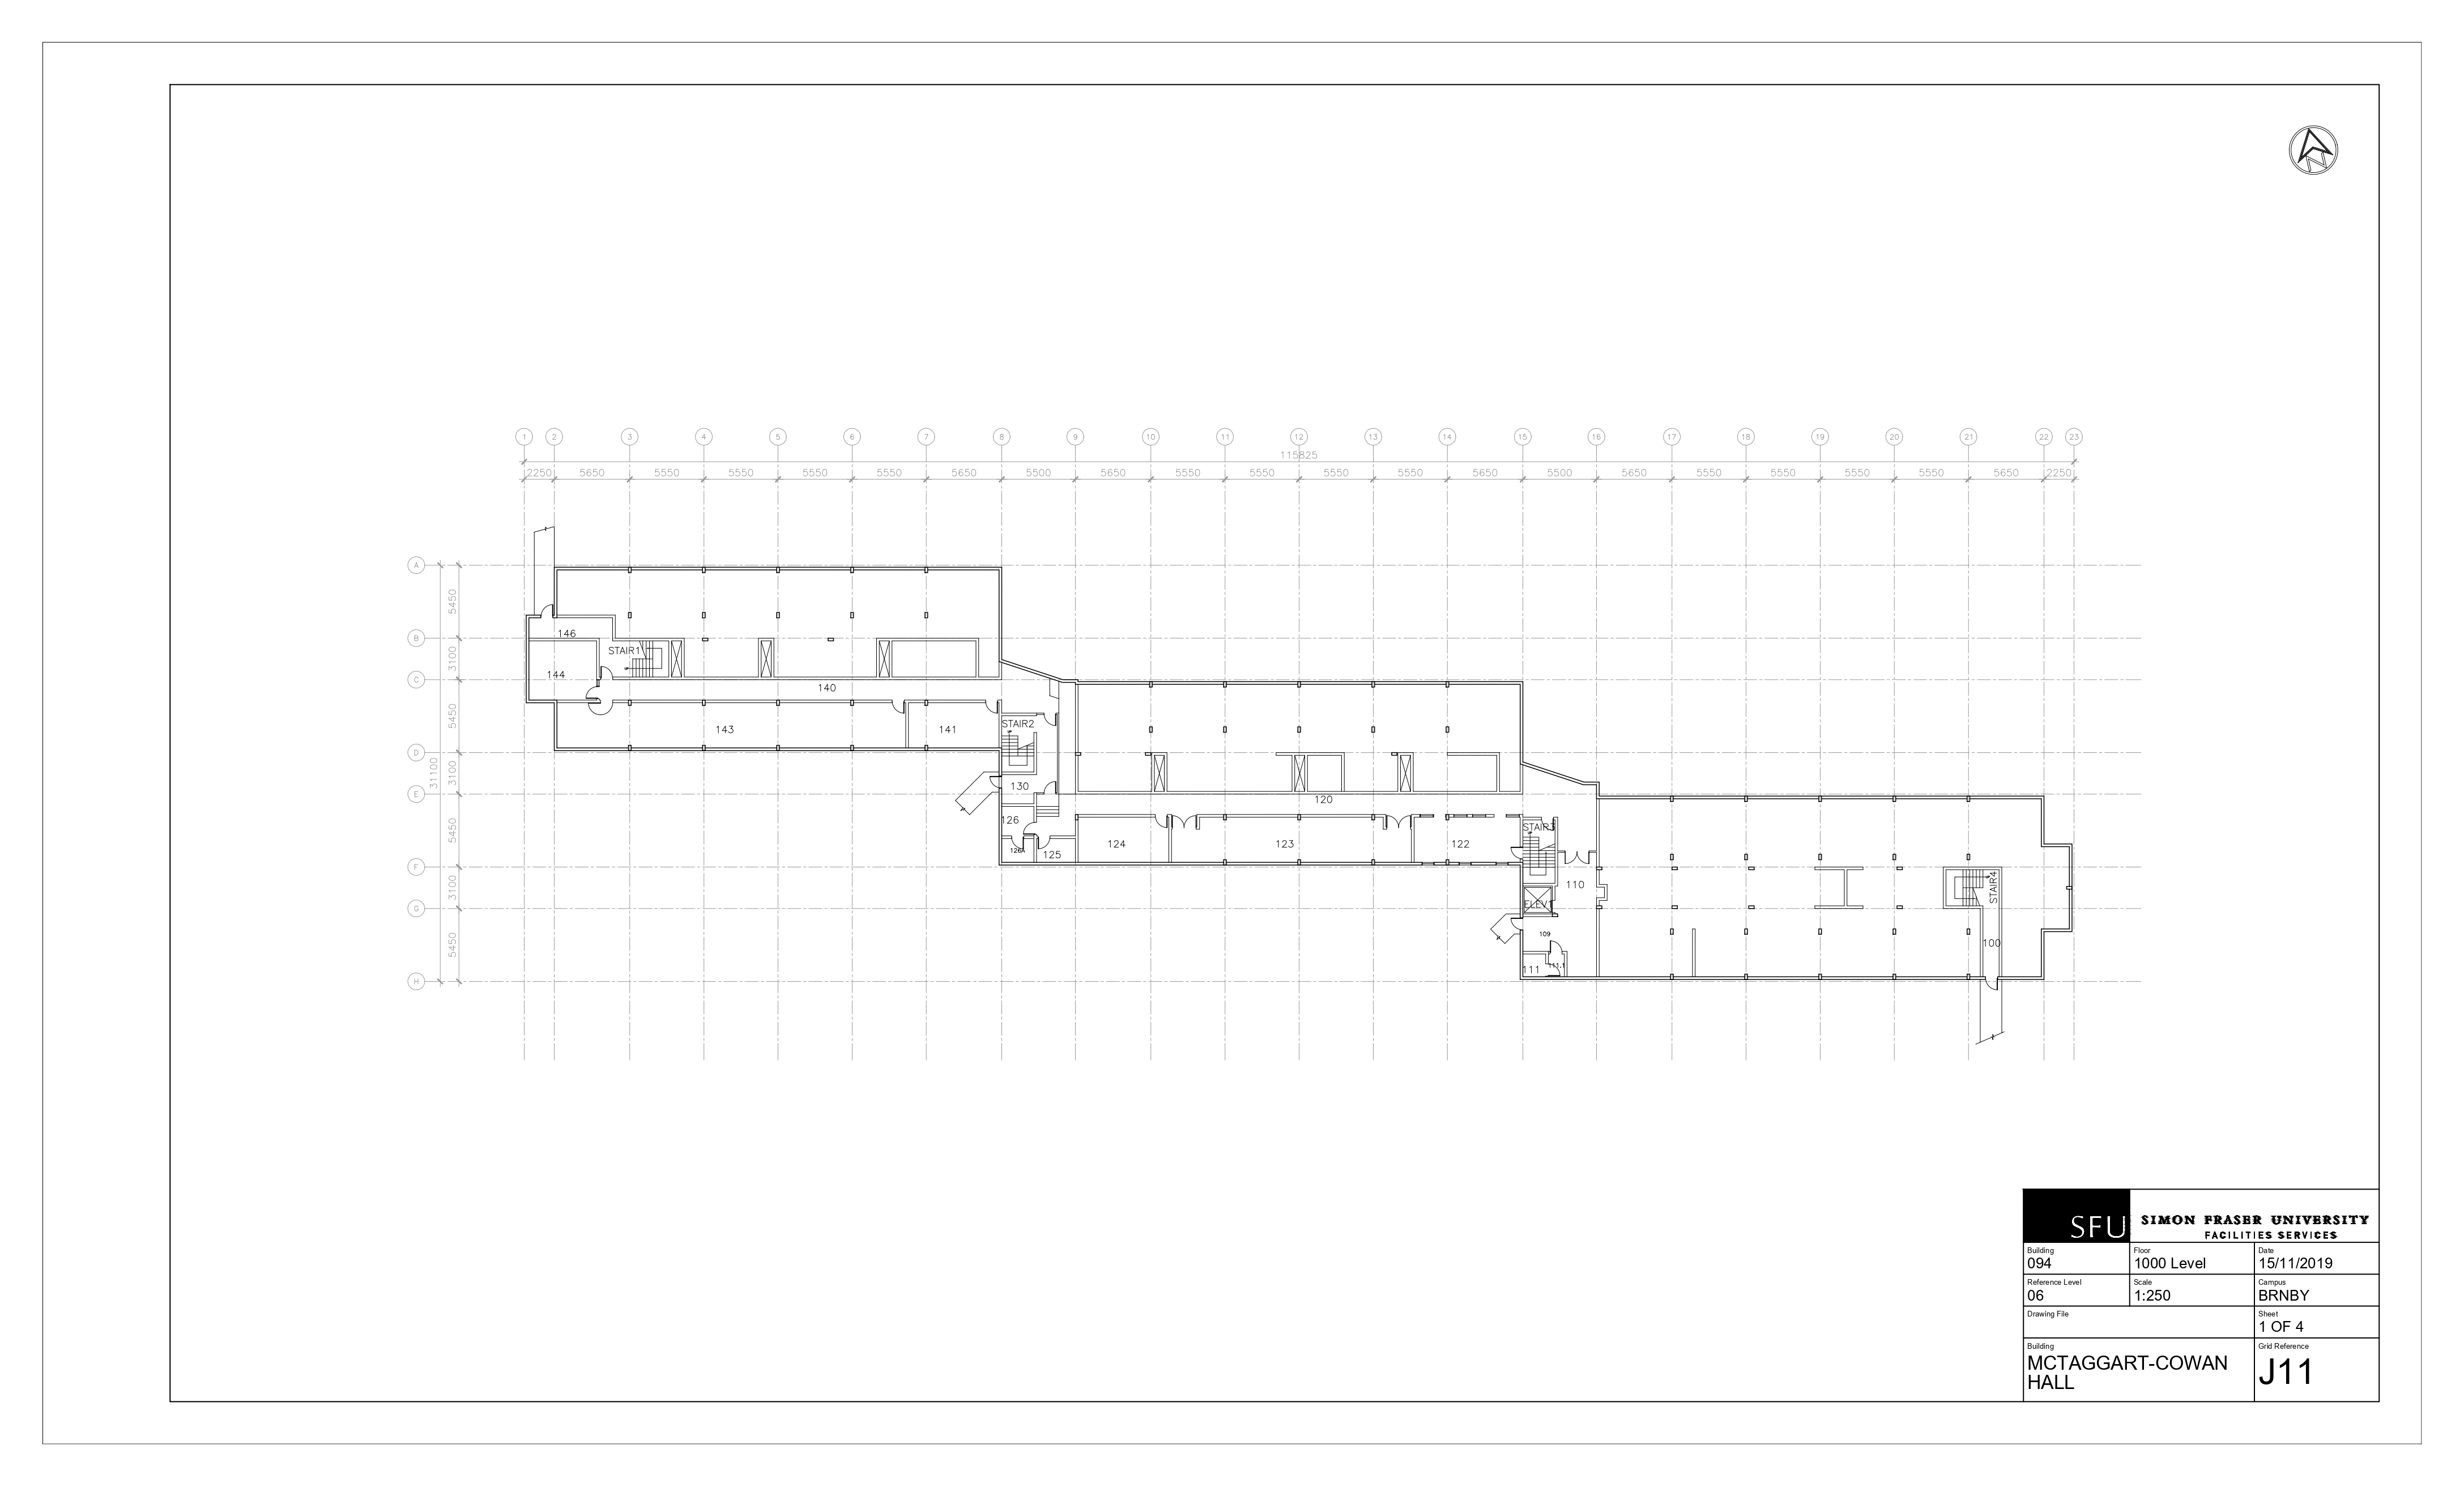 1 2 3 4 5 6 7 8 9 10 11 12 13 14 15 16 17 18 19 20 21 22 23
115825
2250 5650 5550 5550 5550 5550 5650 5500 5650 5550 5550 5550 5550 5650 5500 5650 5550 5550 5550 5550 5650 2250
A
5450
B
3100
C
5450
D
31100
3100
E
5450
F
3100
G
5450
H
146
STAIR1
144
140
143
141
STAIR2
130
120
126
126A
125
124
123
122
STAIR3
110
ELEV1
109
111
111.1
STAIR4
100
SFU
SIMON FRASER UNIVERSITY
FACILITIES SERVICES
Building
094
Floor
1000 Level
Date
15/11/2019
Reference Level
06
Scale
1:250
Campus
BRNBY
Drawing File
Sheet
1 OF 4
Building
MCTAGGART-COWAN
HALL
Grid Reference
J11